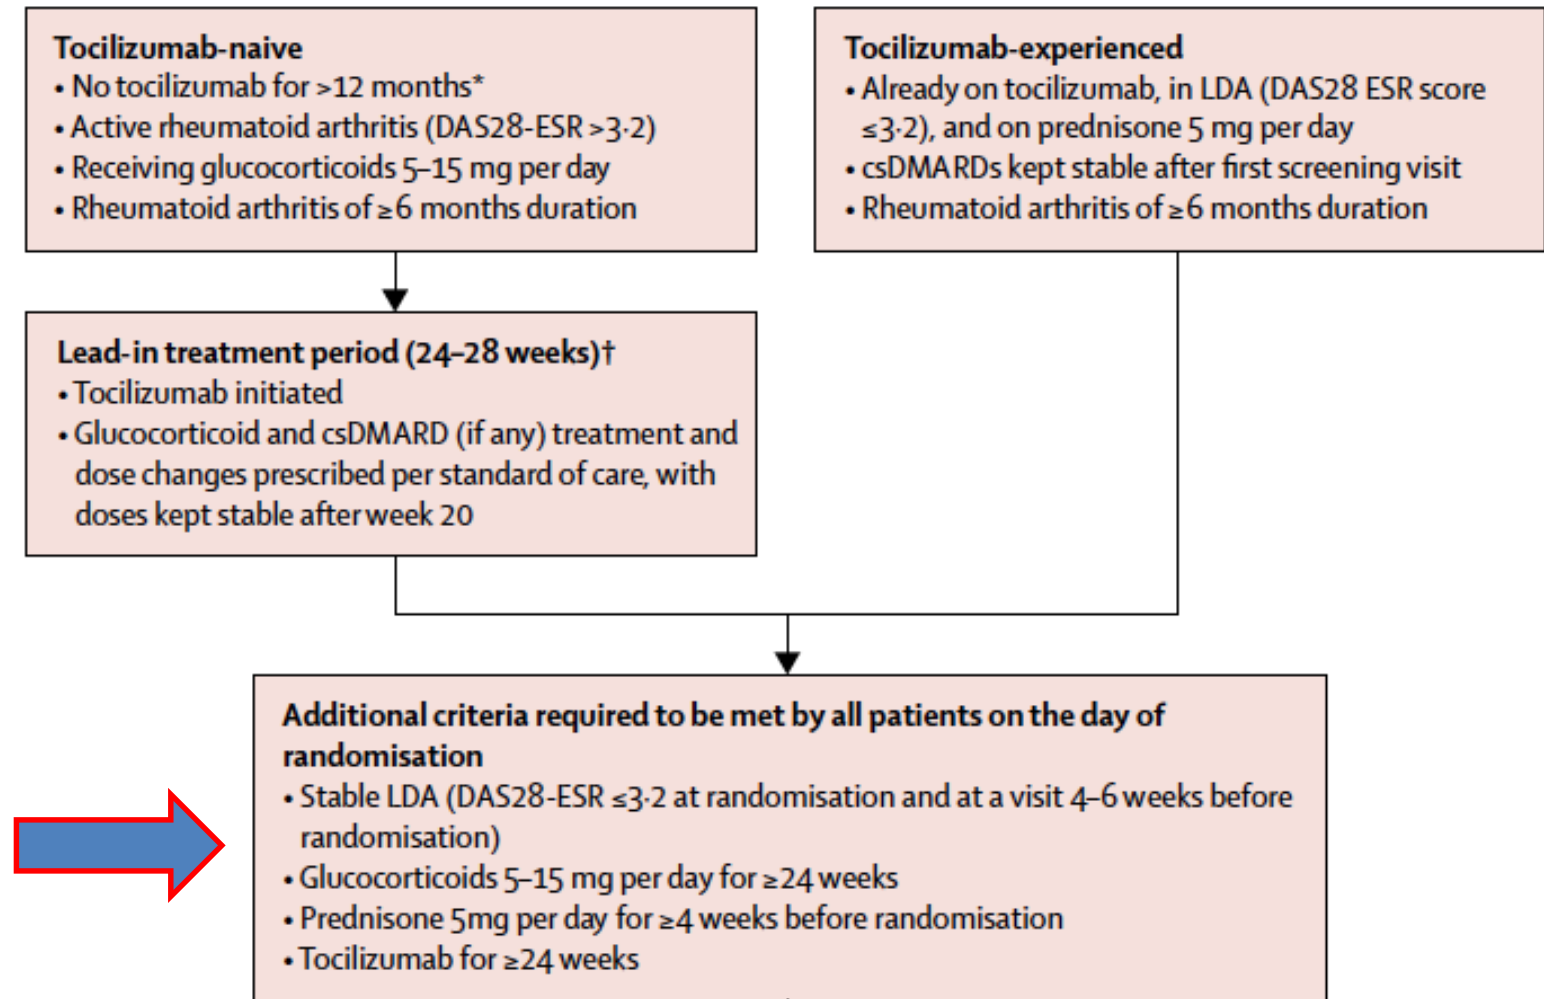 Tocilizumab-naive
• No tocilizumab for >12 months*
• Active rheumatoid arthritis (DAS28-ESR >3·2)
• Receiving glucocorticoids 5–15 mg per day
• Rheumatoid arthritis of ≥6 months duration
Tocilizumab-experienced
• Already on tocilizumab, in LDA (DAS28 ESR score
≤3·2), and on prednisone 5 mg per day
• csDMARDs kept stable after first screening visit
• Rheumatoid arthritis of ≥6 months duration
Lead-in treatment period (24–28 weeks)†
• Tocilizumab initiated
• Glucocorticoid and csDMARD (if any) treatment and
dose changes prescribed per standard of care, with
doses kept stable after week 20
Additional criteria required to be met by all patients on the day of
randomisation
• Stable LDA (DAS28-ESR ≤3·2 at randomisation and at a visit 4–6 weeks before
randomisation)
• Glucocorticoids 5–15 mg per day for ≥24 weeks
• Prednisone 5mg per day for ≥4 weeks before randomisation
• Tocilizumab for ≥24 weeks